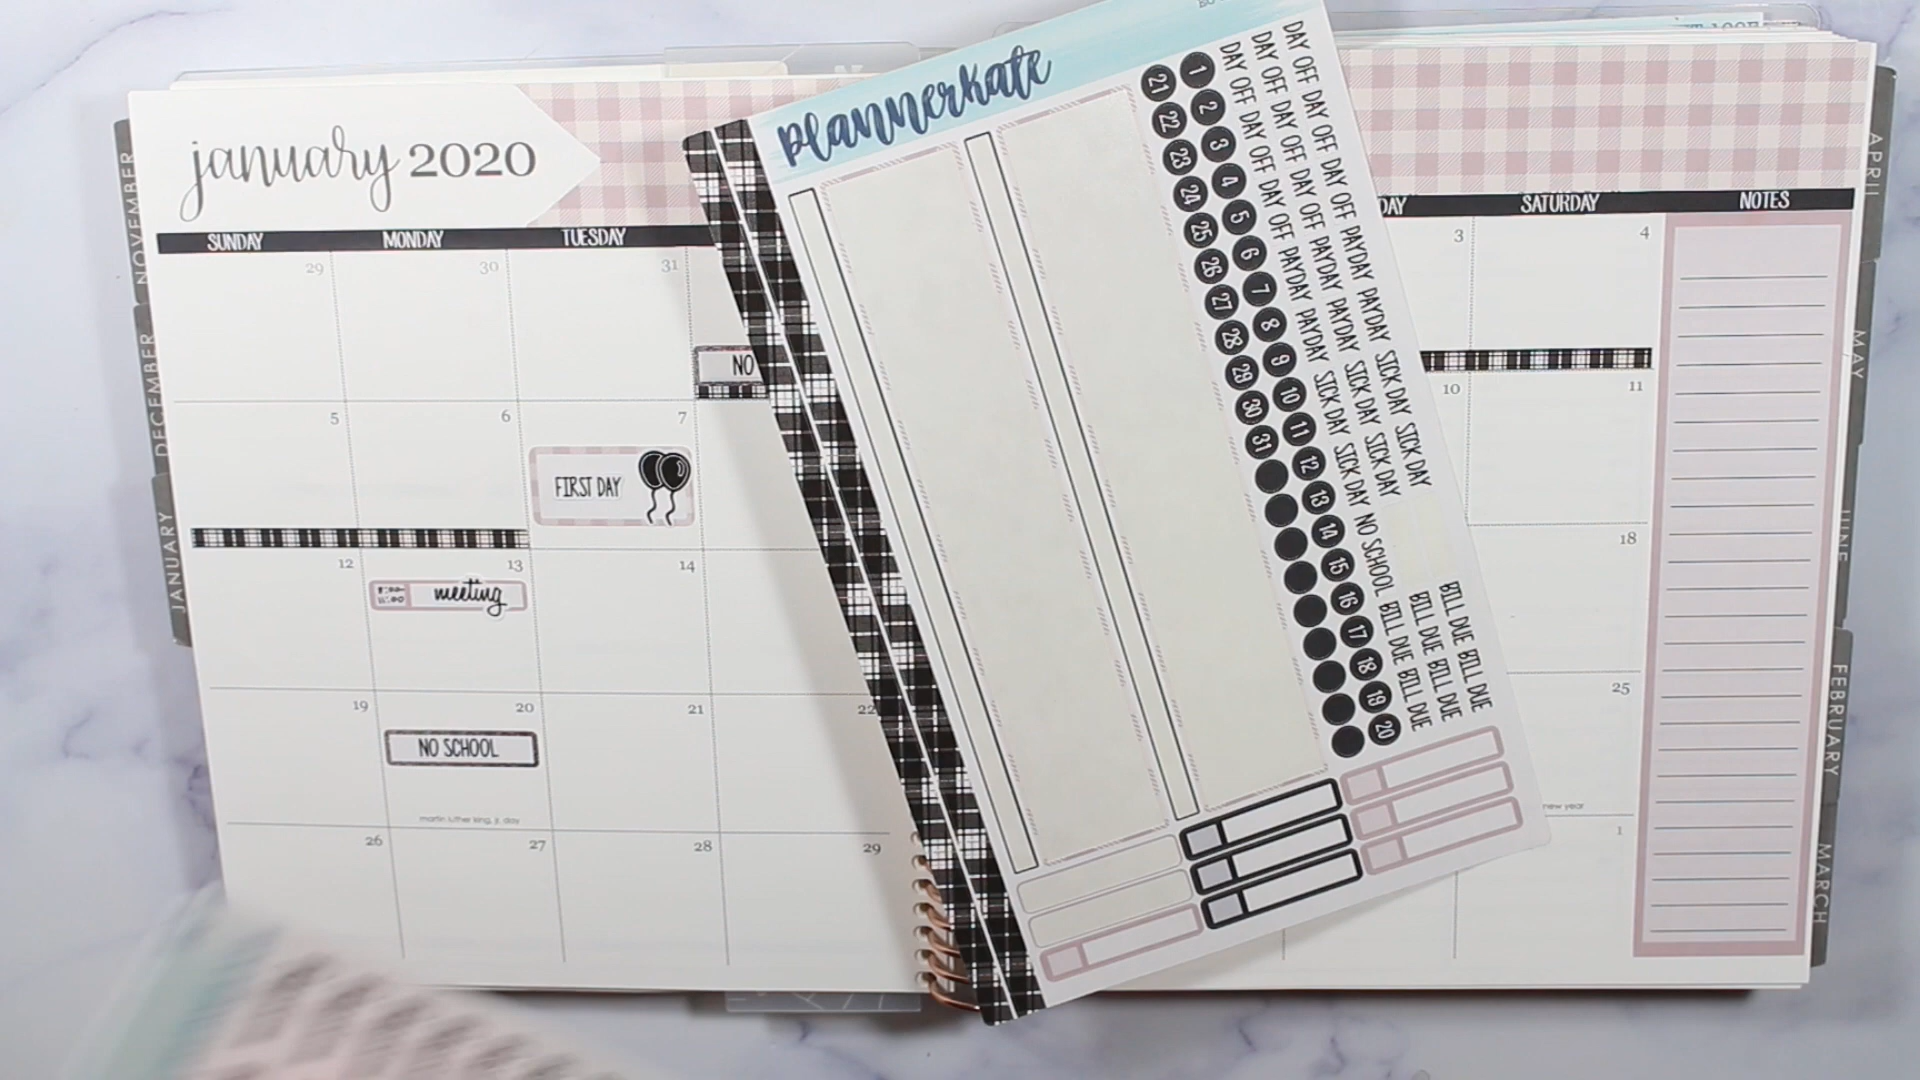 january 2020
SUNDAY MONDAY TUESDAY
DAY SATURDAY NOTES
29 30 31
3 4
NO
5 6 7
10 11
FIRST DAY
12 13 14
18
meeting
19 20 21 22
25
NO SCHOOL
martin luther king, jr. day
new year
26 27 28 29
1
NOVEMBER
DECEMBER
JANUARY
APRIL
MAY
JUNE
FEBRUARY
MARCH
plannerkate
DAY OFF DAY OFF DAY OFF PAYDAY PAYDAY SICK DAY SICK DAY
DAY OFF DAY OFF DAY OFF PAYDAY PAYDAY SICK DAY SICK DAY
DAY OFF DAY OFF DAY OFF PAYDAY PAYDAY SICK DAY SICK DAY NO SCHOOL
BILL DUE BILL DUE
BILL DUE BILL DUE
BILL DUE BILL DUE
1 2 3 4 5 6 7 8 9 10 11 12 13 14 15 16 17 18 19 20
21 22 23 24 25 26 27 28 29 30 31